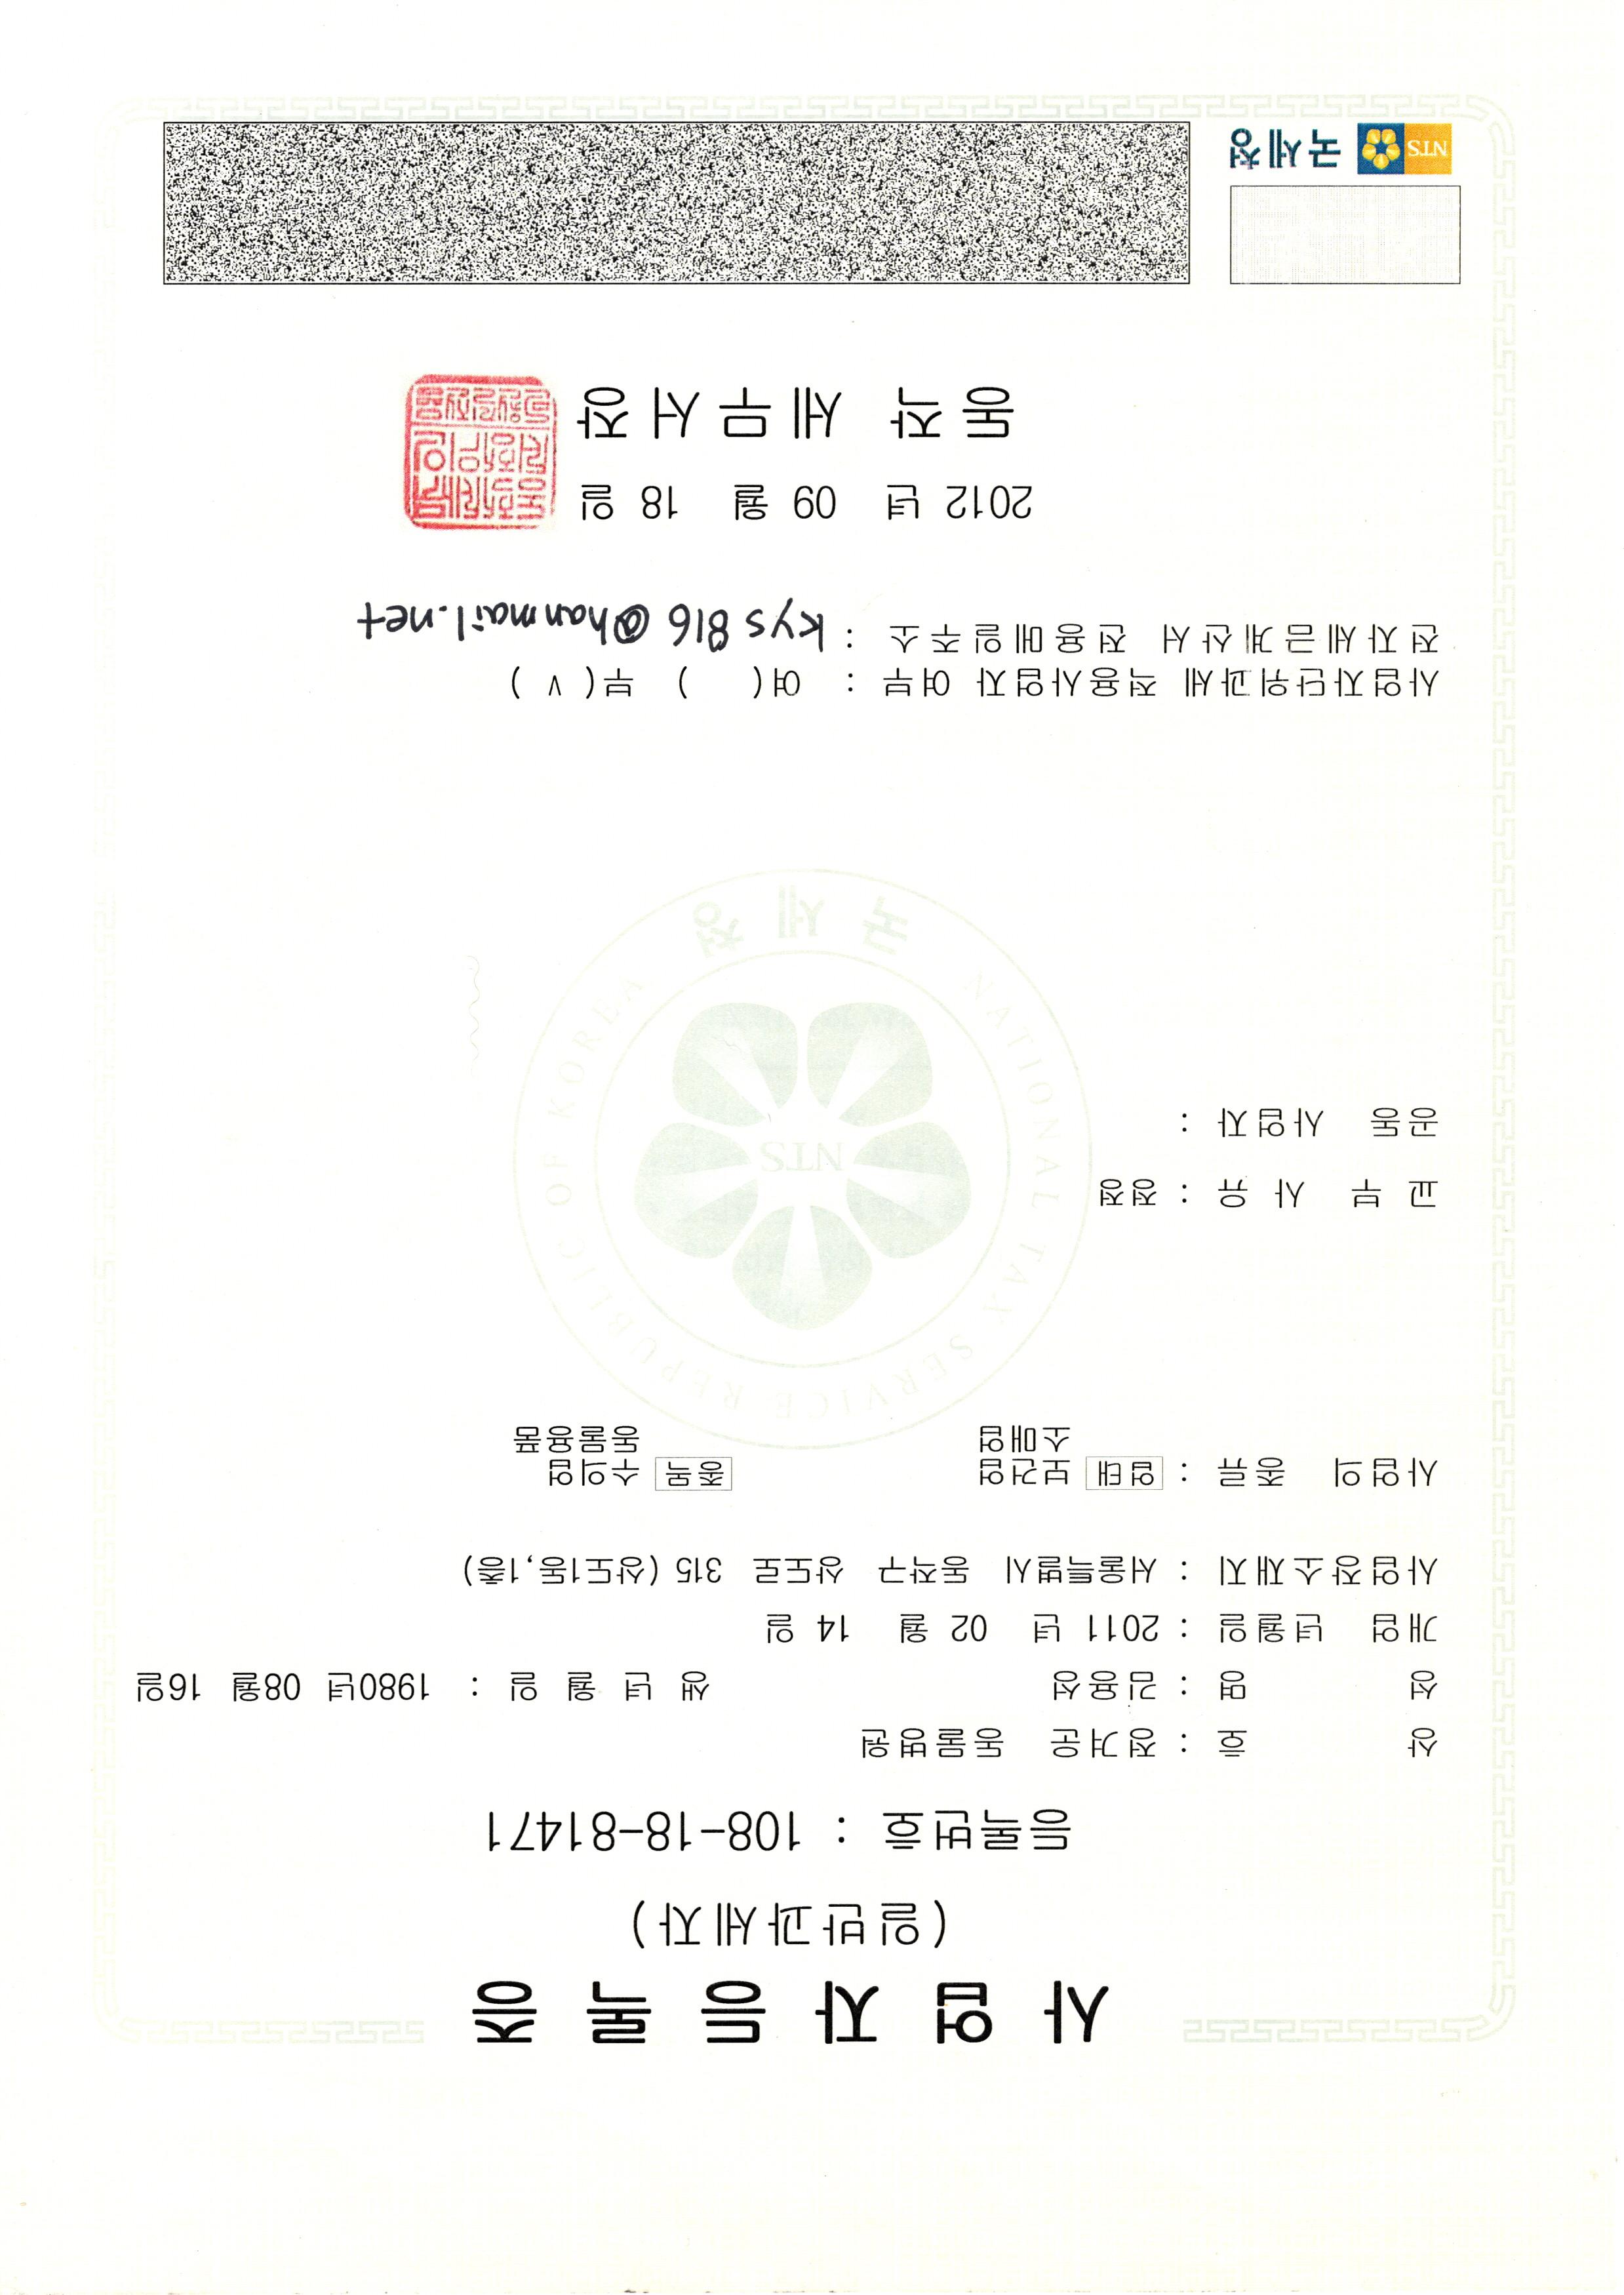 사업자등록증
(일반과세자)
등록번호 : 108-18-81471
상 호 : 정겨운 동물병원
성 명 : 김용성 생년월일 : 1980년 08월 16일
개업 년월일 : 2011 년 02 월 14 일
사업장소재지 : 서울특별시 동작구 상도로 315 (상도1동,1층)
사업의 종류 : 업태 보건업 종목 수의업
소매업 동물용품
NATIONAL TAX SERVICE REPUBLIC OF KOREA
NTS
국세청
교부 사유 : 정정
공동 사업자 :
사업자단위과세 적용사업자 여부 : 여( ) 부( V )
전자세금계산서 전용메일주소 : kys816@hanmail.net
2012 년 09 월 18 일
동작 세무서장
NTS 국세청